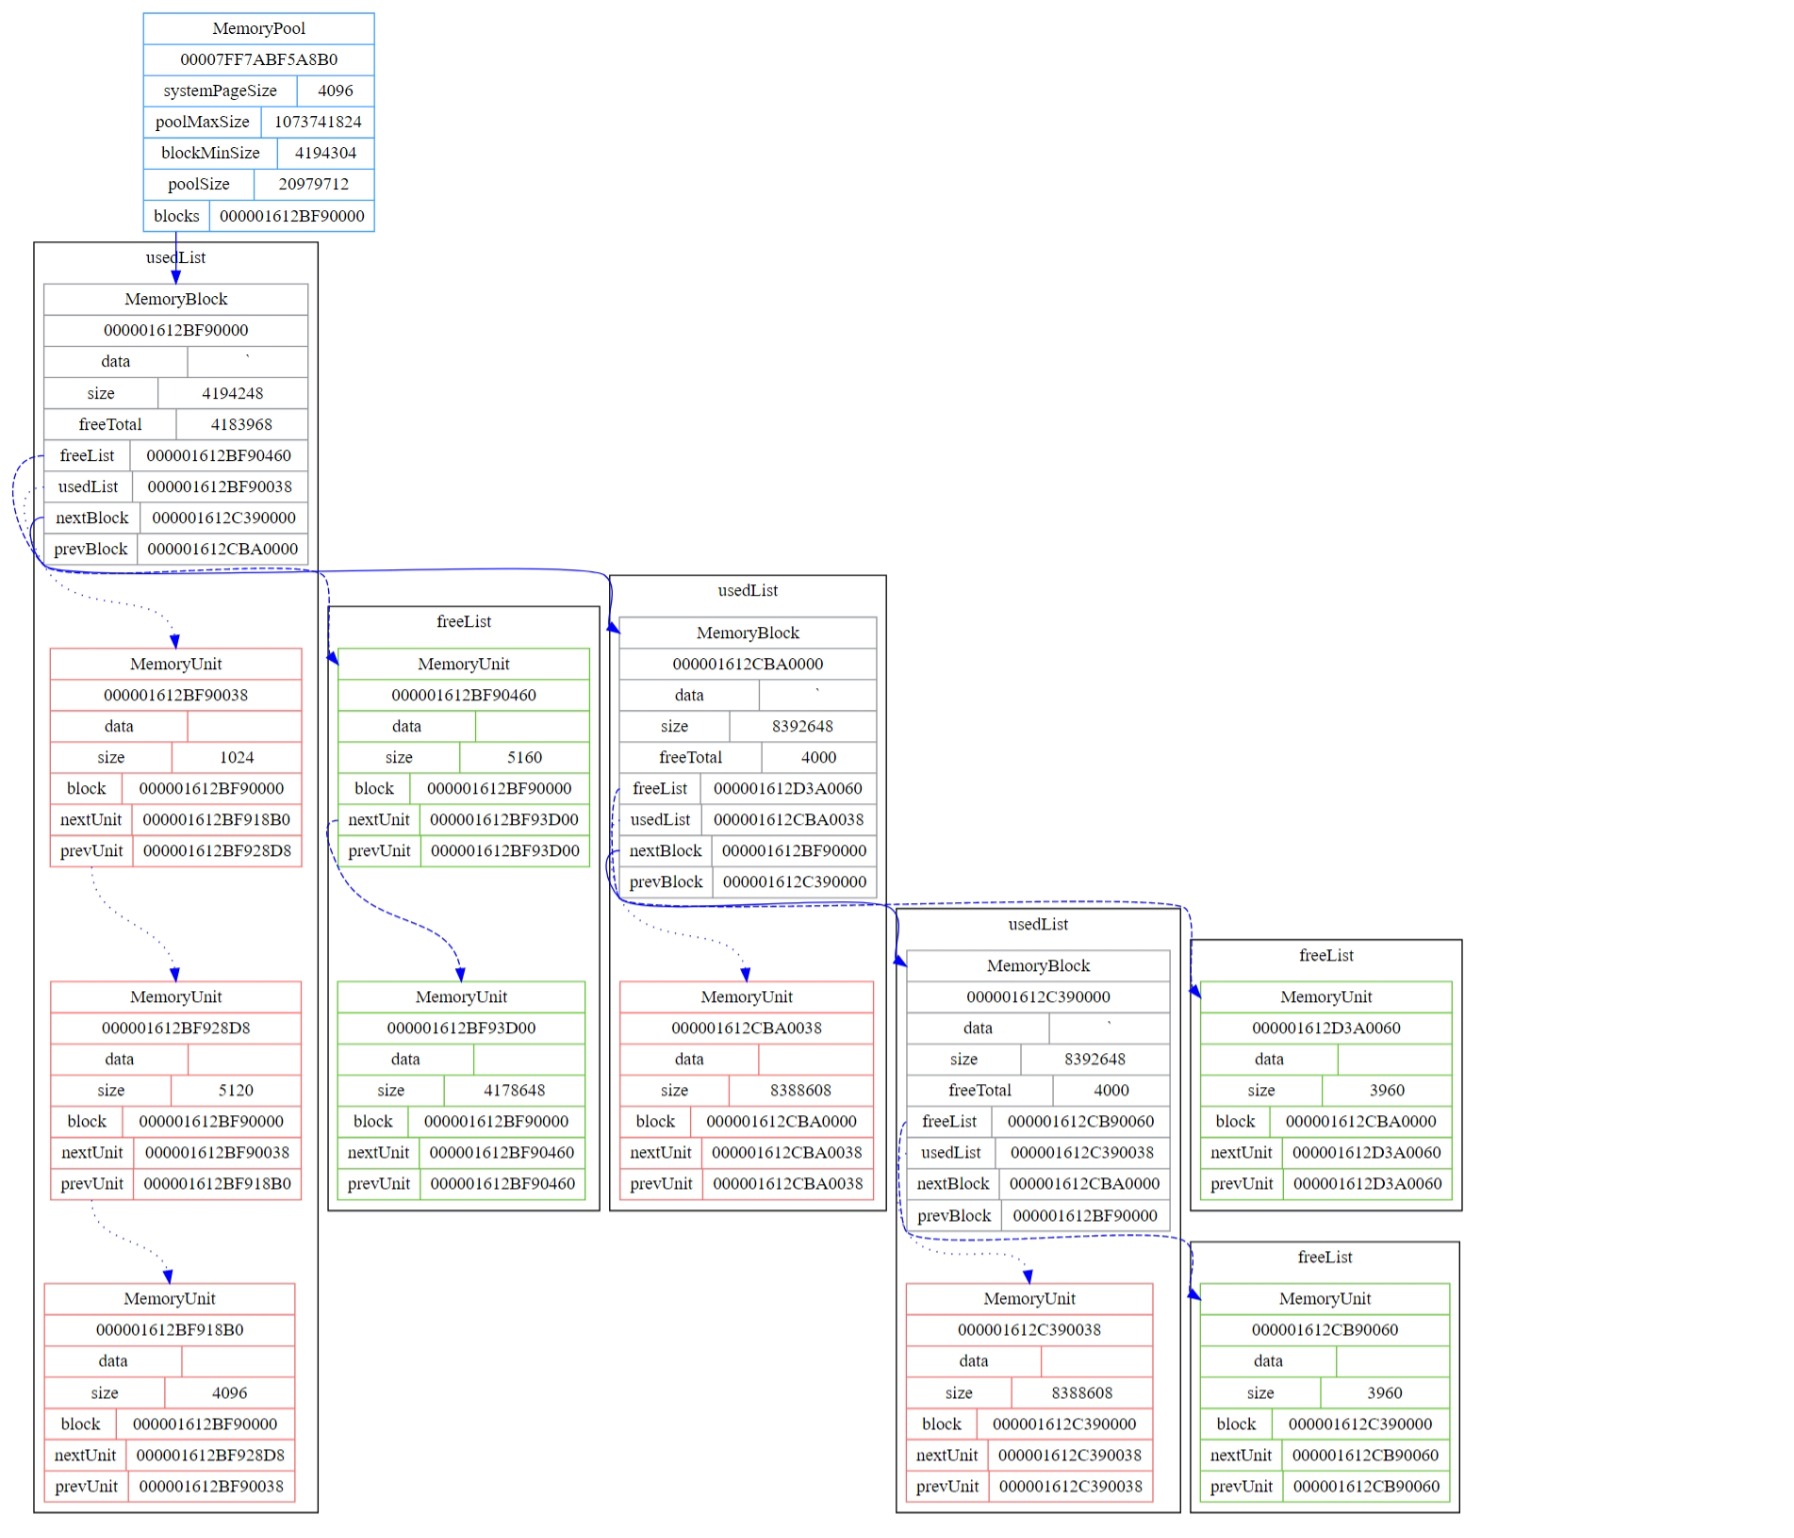 MemoryPool
00007FF7ABF5A8B0
systemPageSize 4096
poolMaxSize 1073741824
blockMinSize 4194304
poolSize 20979712
blocks 000001612BF90000
usedList
MemoryBlock
000001612BF90000
data `
size 4194248
freeTotal 4183968
freeList 000001612BF90460
usedList 000001612BF90038
nextBlock 000001612C390000
prevBlock 000001612CBA0000
MemoryUnit
000001612BF90038
data
size 1024
block 000001612BF90000
nextUnit 000001612BF918B0
prevUnit 000001612BF928D8
MemoryUnit
000001612BF928D8
data
size 5120
block 000001612BF90000
nextUnit 000001612BF90038
prevUnit 000001612BF918B0
MemoryUnit
000001612BF918B0
data
size 4096
block 000001612BF90000
nextUnit 000001612BF928D8
prevUnit 000001612BF90038
freeList
MemoryUnit
000001612BF90460
data
size 5160
block 000001612BF90000
nextUnit 000001612BF93D00
prevUnit 000001612BF93D00
MemoryUnit
000001612BF93D00
data
size 4178648
block 000001612BF90000
nextUnit 000001612BF90460
prevUnit 000001612BF90460
usedList
MemoryBlock
000001612CBA0000
data `
size 8392648
freeTotal 4000
freeList 000001612D3A0060
usedList 000001612CBA0038
nextBlock 000001612BF90000
prevBlock 000001612C390000
MemoryUnit
000001612CBA0038
data
size 8388608
block 000001612CBA0000
nextUnit 000001612CBA0038
prevUnit 000001612CBA0038
usedList
MemoryBlock
000001612C390000
data `
size 8392648
freeTotal 4000
freeList 000001612CB90060
usedList 000001612C390038
nextBlock 000001612CBA0000
prevBlock 000001612BF90000
MemoryUnit
000001612C390038
data
size 8388608
block 000001612C390000
nextUnit 000001612C390038
prevUnit 000001612C390038
freeList
MemoryUnit
000001612D3A0060
data
size 3960
block 000001612CBA0000
nextUnit 000001612D3A0060
prevUnit 000001612D3A0060
freeList
MemoryUnit
000001612CB90060
data
size 3960
block 000001612C390000
nextUnit 000001612CB90060
prevUnit 000001612CB90060